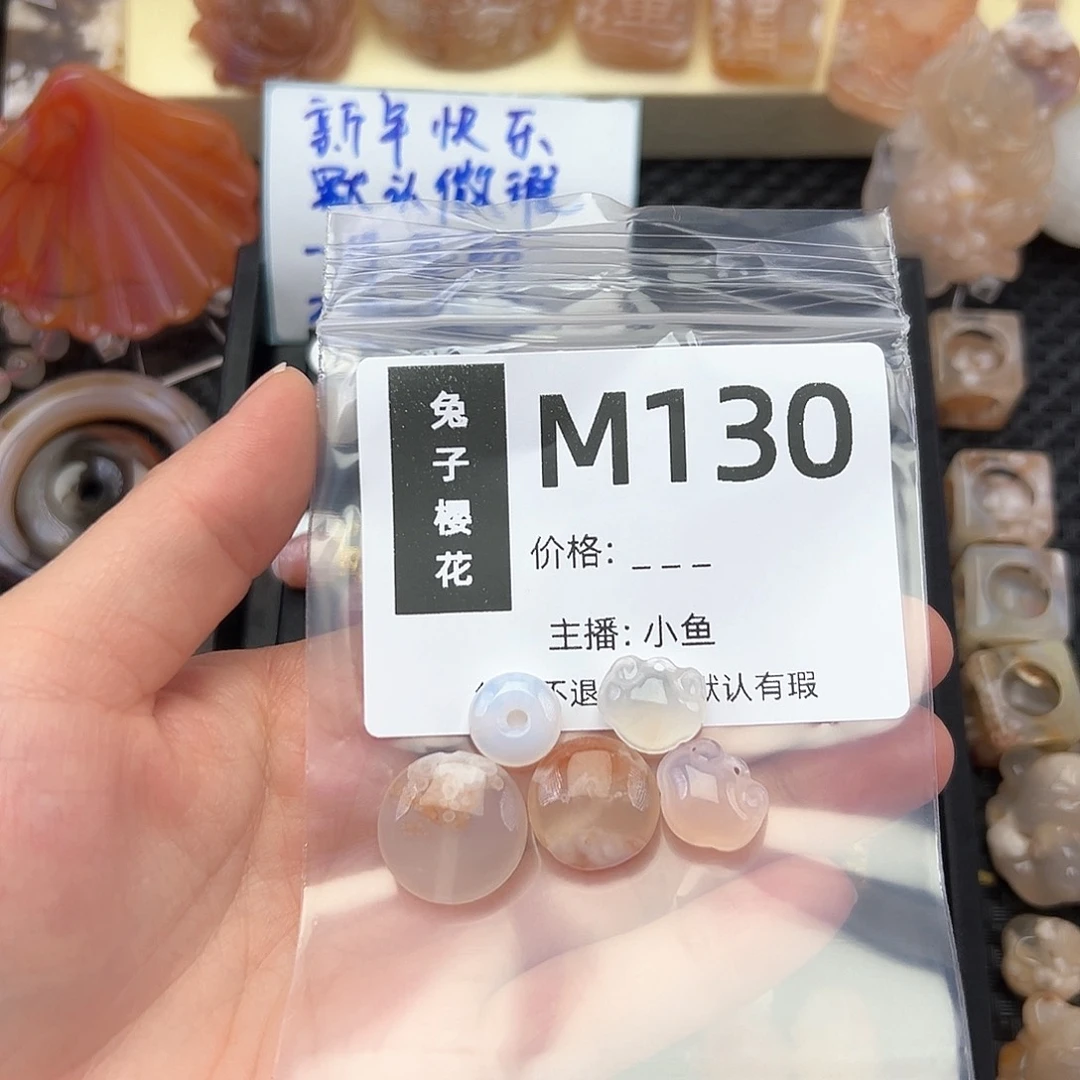 新年快乐
默认微瑕
兔子樱花
M130
价格: _ _ _
主播: 小鱼
不退 默认有瑕